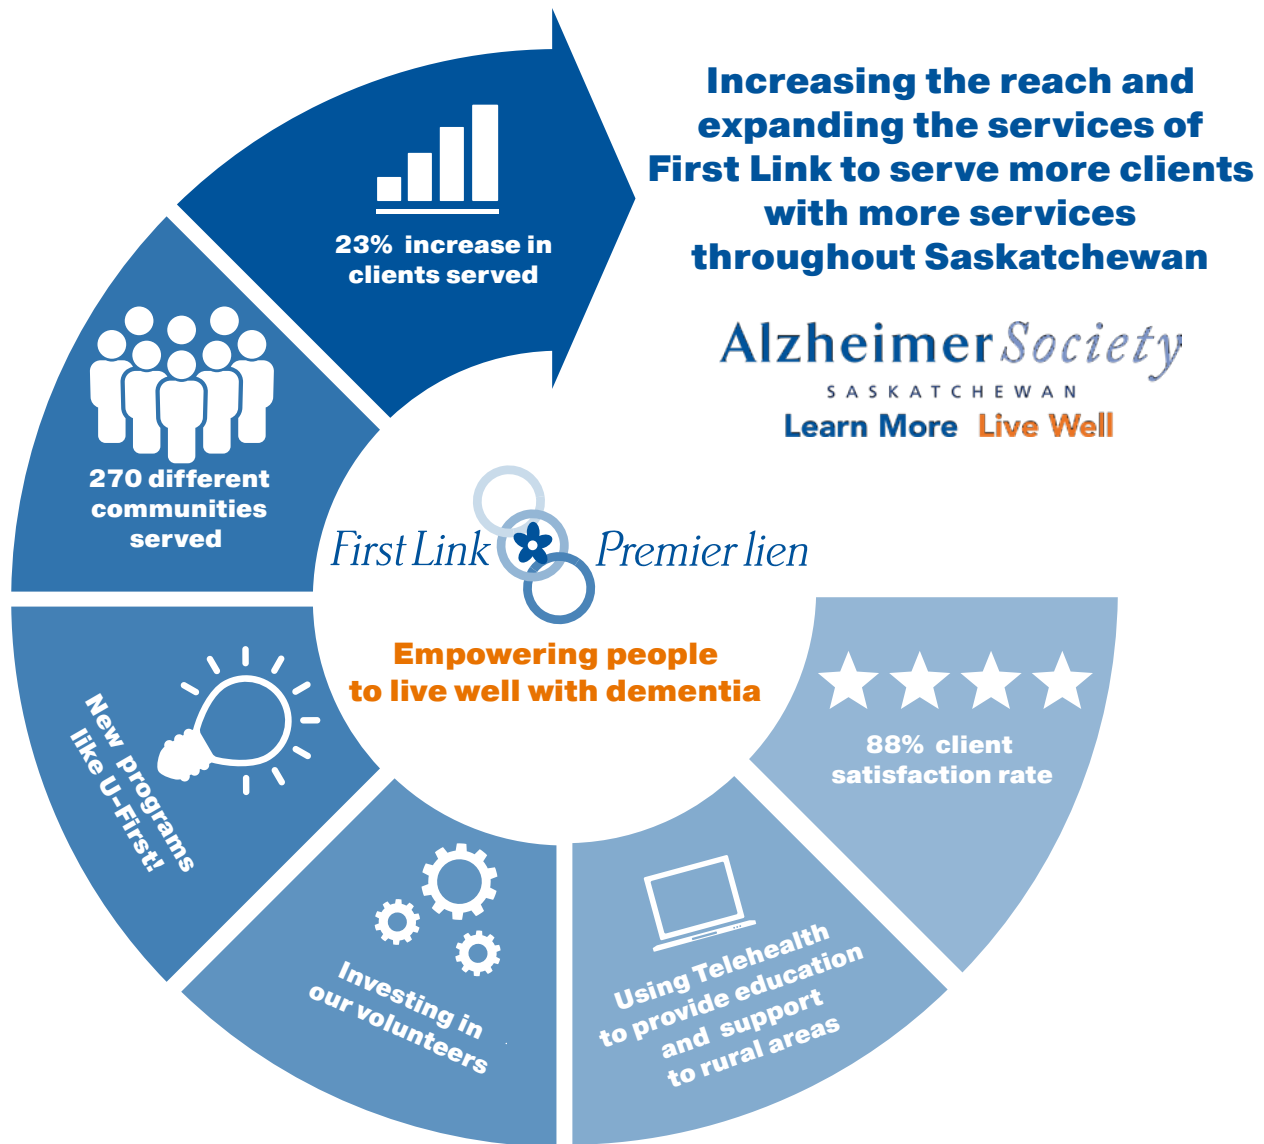 Increasing the reach and
expanding the services of
First Link to serve more clients
with more services
throughout Saskatchewan
Alzheimer Society
SASKATCHEWAN
Learn More Live Well
23% increase in
clients served
270 different
communities
served
First Link Premier lien
Empowering people
to live well with dementia
New programs
like U-First!
Investing in
our volunteers
Using Telehealth
to provide education
and support
to rural areas
88% client
satisfaction rate